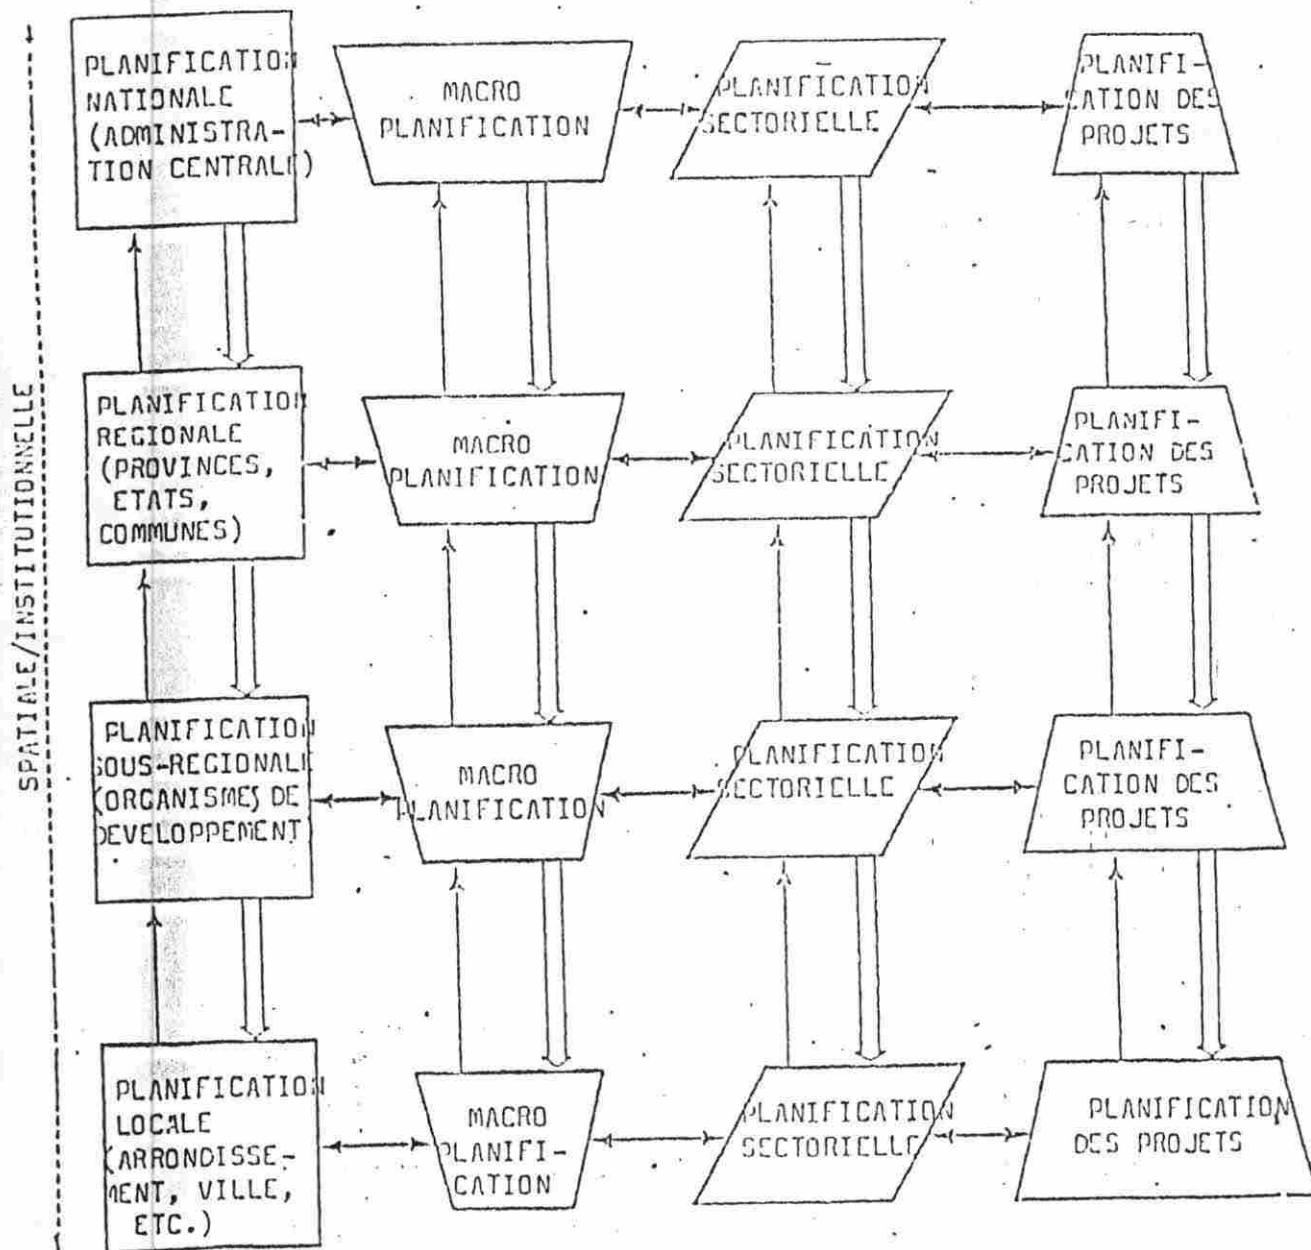 SPATIALE/INSTITUTIONNELLE
PLANIFICATION
NATIONALE
(ADMINISTRA-
TION CENTRALE)
MACRO
PLANIFICATION
PLANIFICATION
SECTORIELLE
PLANIFI-
CATION DES
PROJETS
PLANIFICATION
REGIONALE
(PROVINCES,
ETATS,
COMMUNES)
MACRO
PLANIFICATION
PLANIFICATION
SECTORIELLE
PLANIFI-
CATION DES
PROJETS
PLANIFICATION
SOUS-REGIONALE
(ORGANISMES DE
DEVELOPPEMENT
MACRO
PLANIFICATION
PLANIFICATION
SECTORIELLE
PLANIFI-
CATION DES
PROJETS
PLANIFICATION
LOCALE
(ARRONDISSE-
MENT, VILLE,
ETC.)
MACRO
PLANIFI-
CATION
PLANIFICATION
SECTORIELLE
PLANIFICATION
DES PROJETS